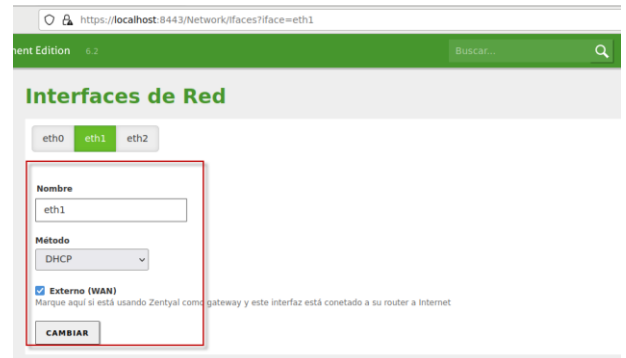 https://localhost:8443/Network/Ifaces?iface=eth1
ment Edition 6.2 Buscar...
Interfaces de Red
eth0 eth1 eth2
Nombre
eth1
Método
DHCP
Externo (WAN)
Marque aquí si está usando Zentyal como gateway y este interfaz está conetado a su router a Internet
CAMBIAR